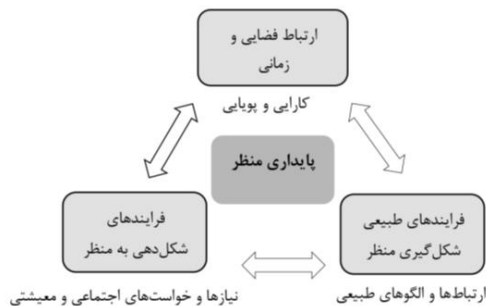 ارتباط فضایی و
زمانی
کارایی و پویایی
پایداری منظر
فرایندهای طبیعی
شکل‌گیری منظر
ارتباط‌ها و الگوهای طبیعی
فرایندهای
شکل‌دهی به منظر
نیازها و خواست‌های اجتماعی و معیشتی